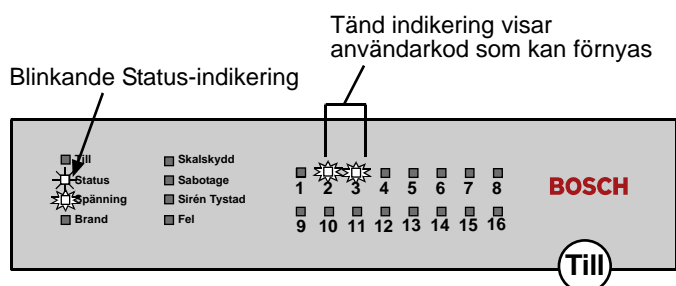 Tänd indikering visar
användarkod som kan förnyas
Blinkande Status-indikering
Till
Status
Spänning
Brand
Skalskydd
Sabotage
Sirén Tystad
Fel
1 2 3 4 5 6 7 8
9 10 11 12 13 14 15 16
BOSCH
Till